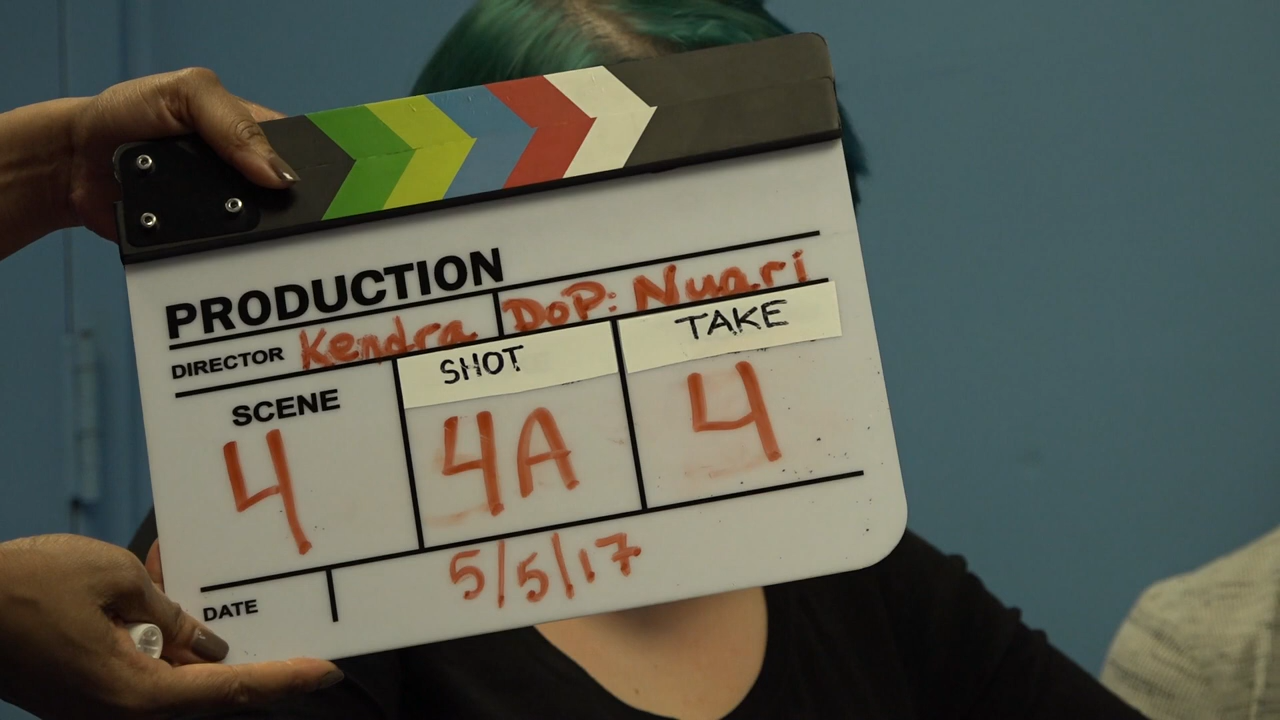 PRODUCTION
DIRECTOR Kendra DoP: Nuari
SCENE SHOT TAKE
4 4A 4
DATE 5/5/17